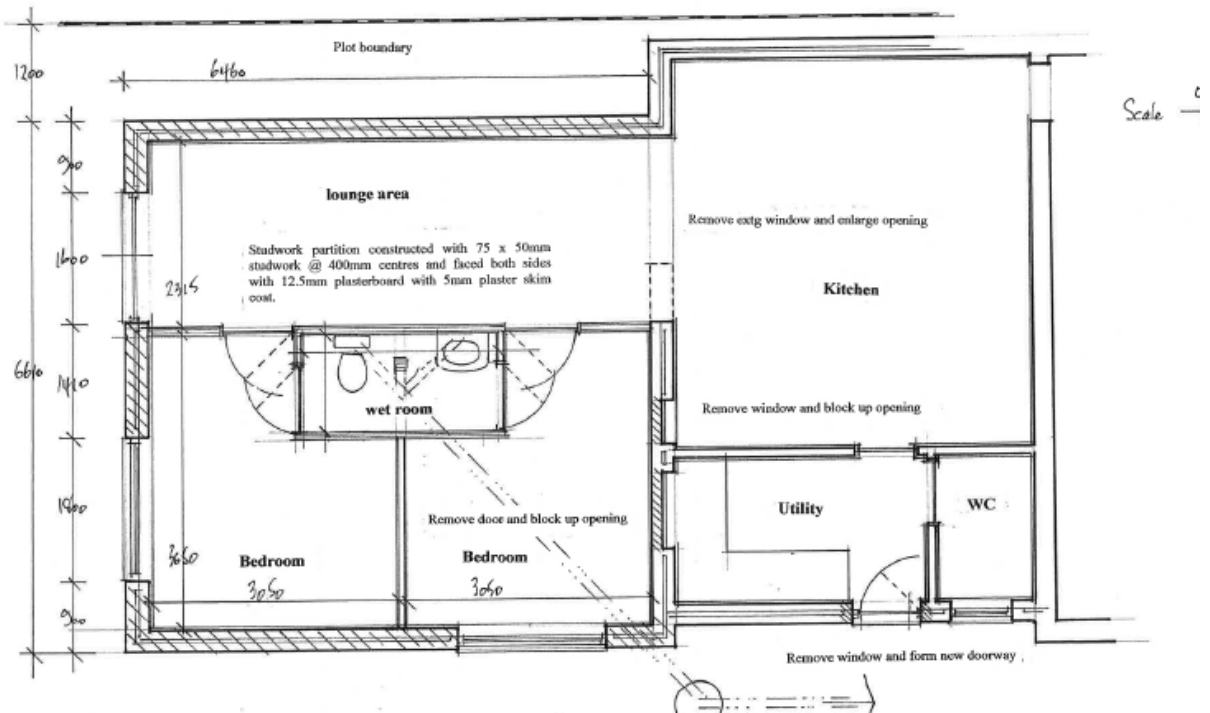 Plot boundary
1200
6460
Scale
900
lounge area
Remove extg window and enlarge opening
Studwork partition constructed with 75 x 50mm
studwork @ 400mm centres and faced both sides
with 12.5mm plasterboard with 5mm plaster skim
coat.
1600
2315
Kitchen
6610
1410
wet room
Remove window and block up opening
1800
Utility
WC
Remove door and block up opening
3650
Bedroom
Bedroom
3050
3050
900
Remove window and form new doorway